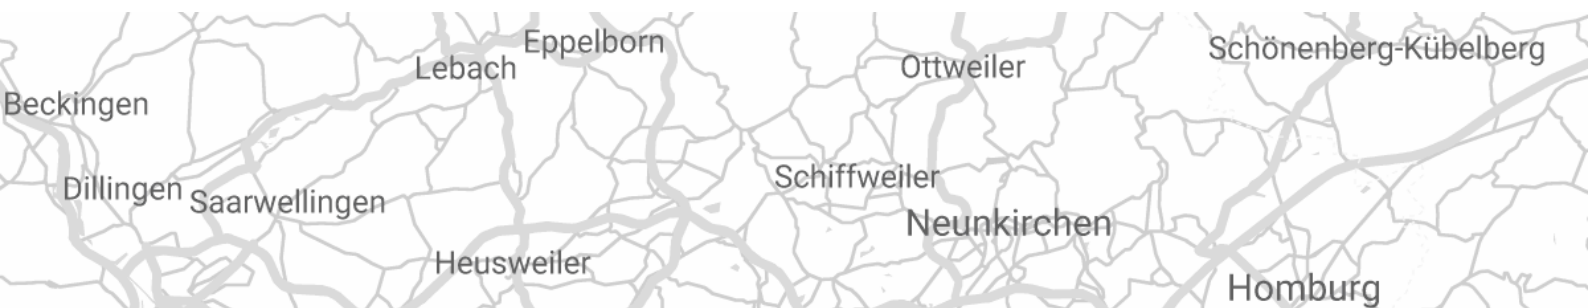 Eppelborn
Schönenberg-Kübelberg
Lebach
Ottweiler
Beckingen
Schiffweiler
Dillingen
Saarwellingen
Neunkirchen
Heusweiler
Homburg